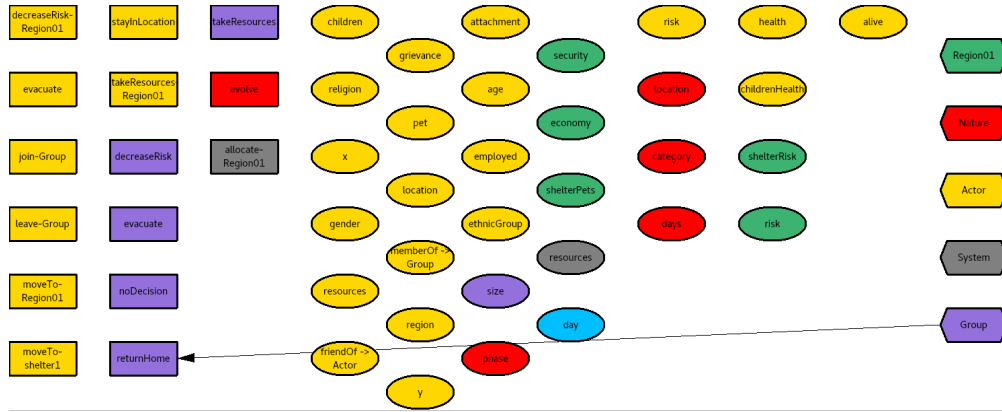 decreaseRisk-
Region01
stayInLocation
takeResources
children
attachment
risk
health
alive
grievance
security
Region01
evacuate
takeResources-
Region01
evolve
religion
age
location
childrenHealth
pet
economy
Nature
join-Group
decreaseRisk
allocate-
Region01
x
employed
category
shelterRisk
location
shelterPets
Actor
leave-Group
evacuate
gender
ethnicGroup
days
risk
memberOf ->
Group
resources
System
moveTo-
Region01
noDecision
resources
size
region
day
Group
moveTo-
shelter1
returnHome
friendOf ->
Actor
phase
y